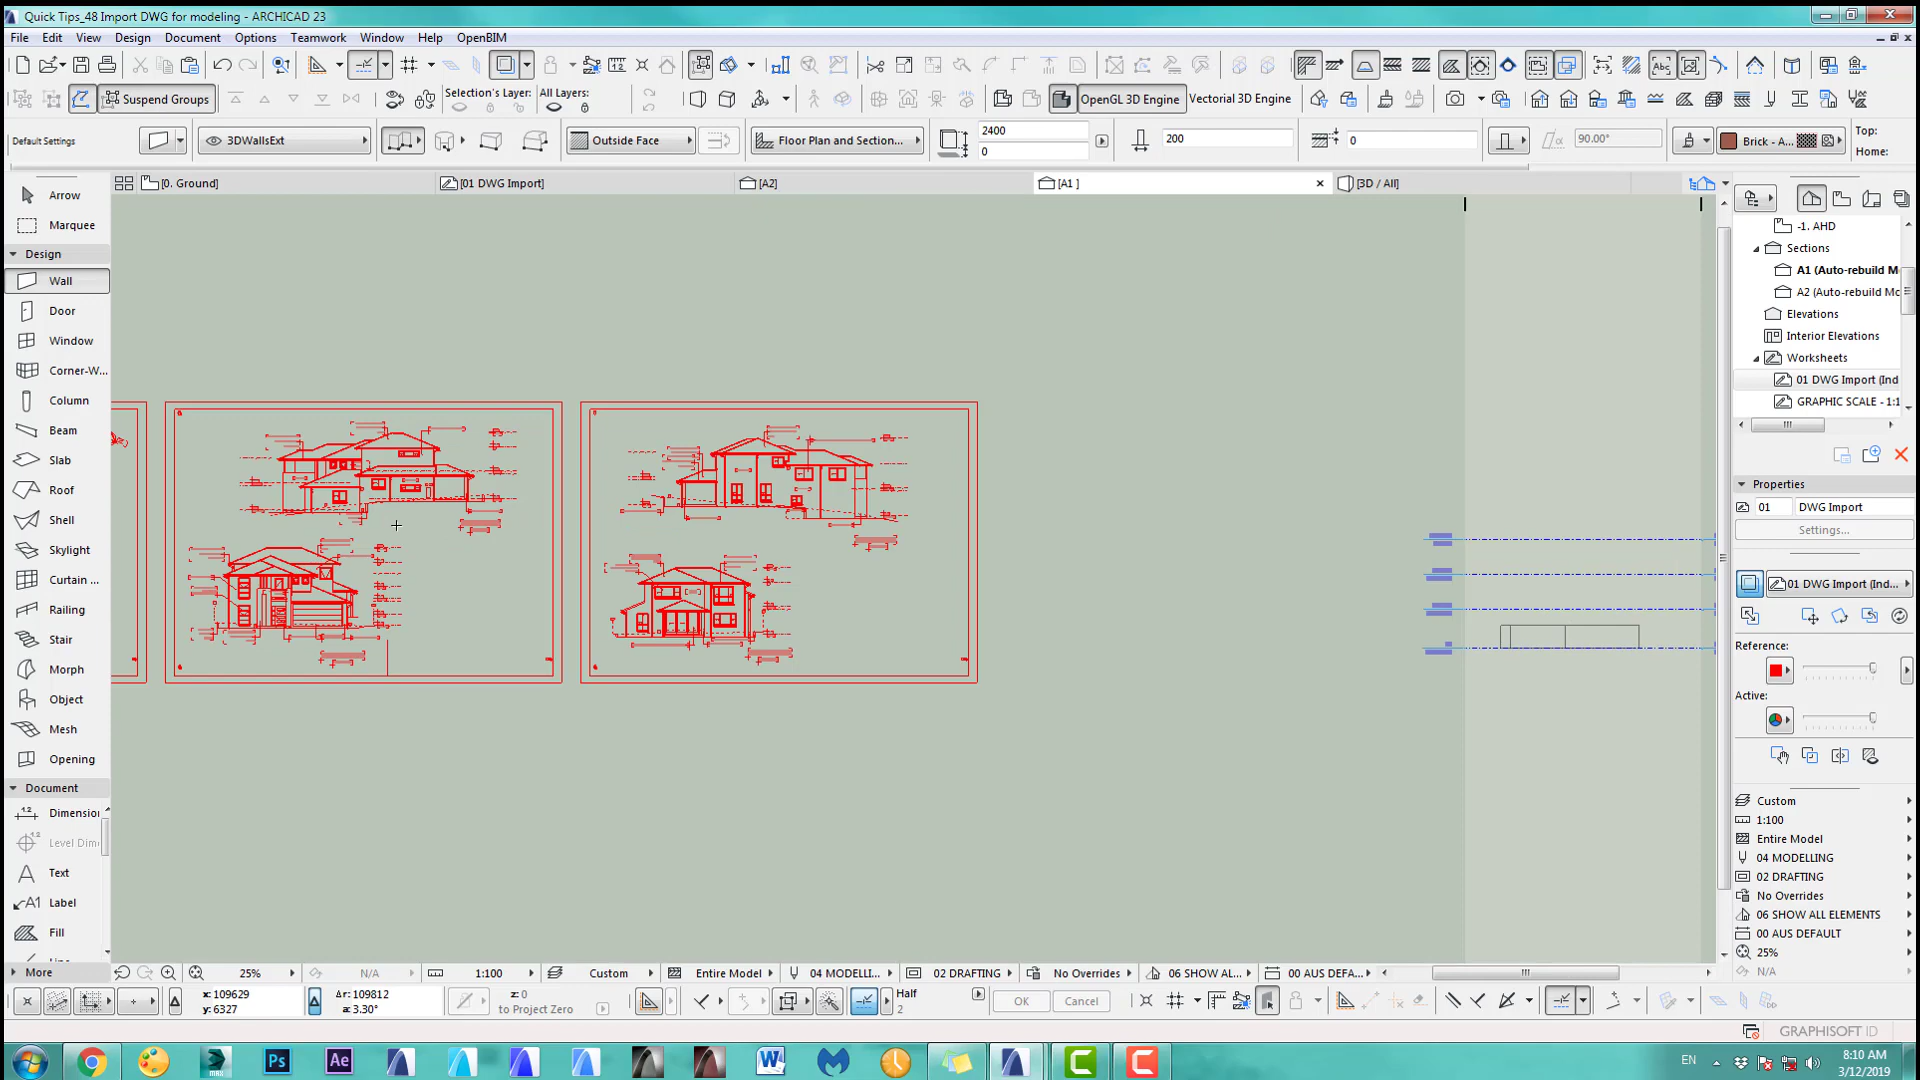 Quick Tips_48 Import DWG for modeling - ARCHICAD 23
File Edit View Design Document Options Teamwork Window Help OpenBIM
Suspend Groups
Selection's Layer:
All Layers:
OpenGL 3D Engine
Vectorial 3D Engine
Default Settings
3DWallsExt
Outside Face
Floor Plan and Section...
2400
0
200
0
90.00°
Brick - A...
Top:
Home:
[0. Ground]
[01 DWG Import]
[A2]
[A1 ]
[3D / All]
Arrow
Marquee
Design
Wall
Door
Window
Corner-W...
Column
Beam
Slab
Roof
Shell
Skylight
Curtain ...
Railing
Stair
Morph
Object
Mesh
Opening
Document
Dimensio
Level Dim
Text
A1 Label
Fill
More
-1. AHD
Sections
A1 (Auto-rebuild M
A2 (Auto-rebuild Mc
Elevations
Interior Elevations
Worksheets
01 DWG Import (Ind
GRAPHIC SCALE - 1:1
Properties
01
DWG Import
Settings...
01 DWG Import (Ind...
Reference:
Active:
Custom
1:100
Entire Model
04 MODELLING
02 DRAFTING
No Overrides
06 SHOW ALL ELEMENTS
00 AUS DEFAULT
25%
N/A
25%
N/A
1:100
Custom
Entire Model
04 MODELLI...
02 DRAFTING
No Overrides
06 SHOW AL...
00 AUS DEFA...
x: 109629
y: 6327
Δr: 109812
a: 3.30°
z: 0
to Project Zero
Half
2
OK
Cancel
GRAPHISOFT ID
EN
8:10 AM
3/12/2019